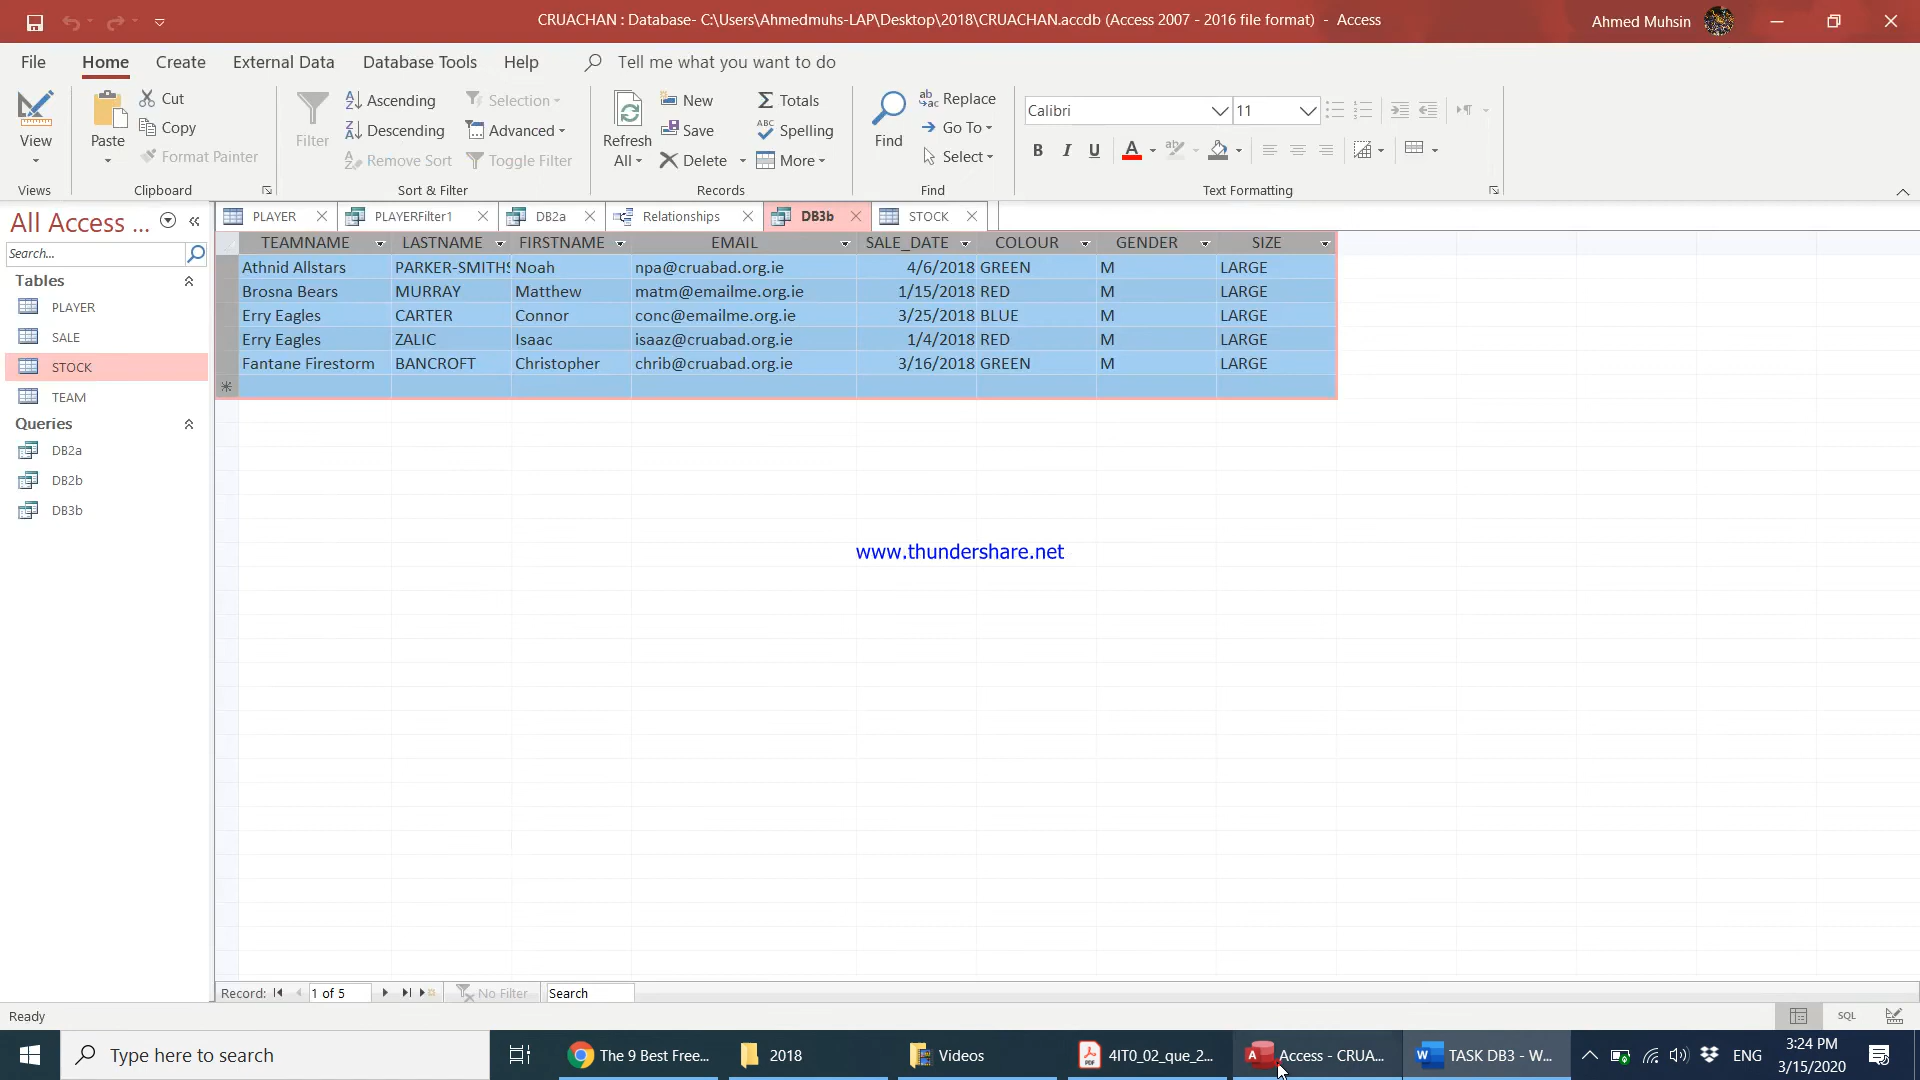 CRUACHAN : Database- C:\Users\Ahmedmuhs-LAP\Desktop\2018\CRUACHAN.accdb (Access 2007 - 2016 file format) - Access
Ahmed Muhsin
File Home Create External Data Database Tools Help Tell me what you want to do
View
Paste
Cut
Copy
Format Painter
Filter
Ascending
Descending
Remove Sort
Selection
Advanced
Toggle Filter
Refresh
All
New
Save
Delete
Totals
Spelling
More
Find
Replace
Go To
Select
Calibri 11
B I U A
Views Clipboard Sort & Filter Records Find Text Formatting
All Access ...
Search...
Tables
PLAYER
SALE
STOCK
TEAM
Queries
DB2a
DB2b
DB3b
PLAYER PLAYERFilter1 DB2a Relationships DB3b STOCK
TEAMNAME LASTNAME FIRSTNAME EMAIL SALE_DATE COLOUR GENDER SIZE
Athnid Allstars PARKER-SMITHS Noah npa@cruabad.org.ie 4/6/2018 GREEN M LARGE
Brosna Bears MURRAY Matthew matm@emailme.org.ie 1/15/2018 RED M LARGE
Erry Eagles CARTER Connor conc@emailme.org.ie 3/25/2018 BLUE M LARGE
Erry Eagles ZALIC Isaac isaaz@cruabad.org.ie 1/4/2018 RED M LARGE
Fantane Firestorm BANCROFT Christopher chrib@cruabad.org.ie 3/16/2018 GREEN M LARGE
www.thundershare.net
Record: 1 of 5 No Filter Search
Ready
SQL
Type here to search
The 9 Best Free...
2018
Videos
4IT0_02_que_2...
Access - CRUA...
TASK DB3 - W...
ENG
3:24 PM
3/15/2020